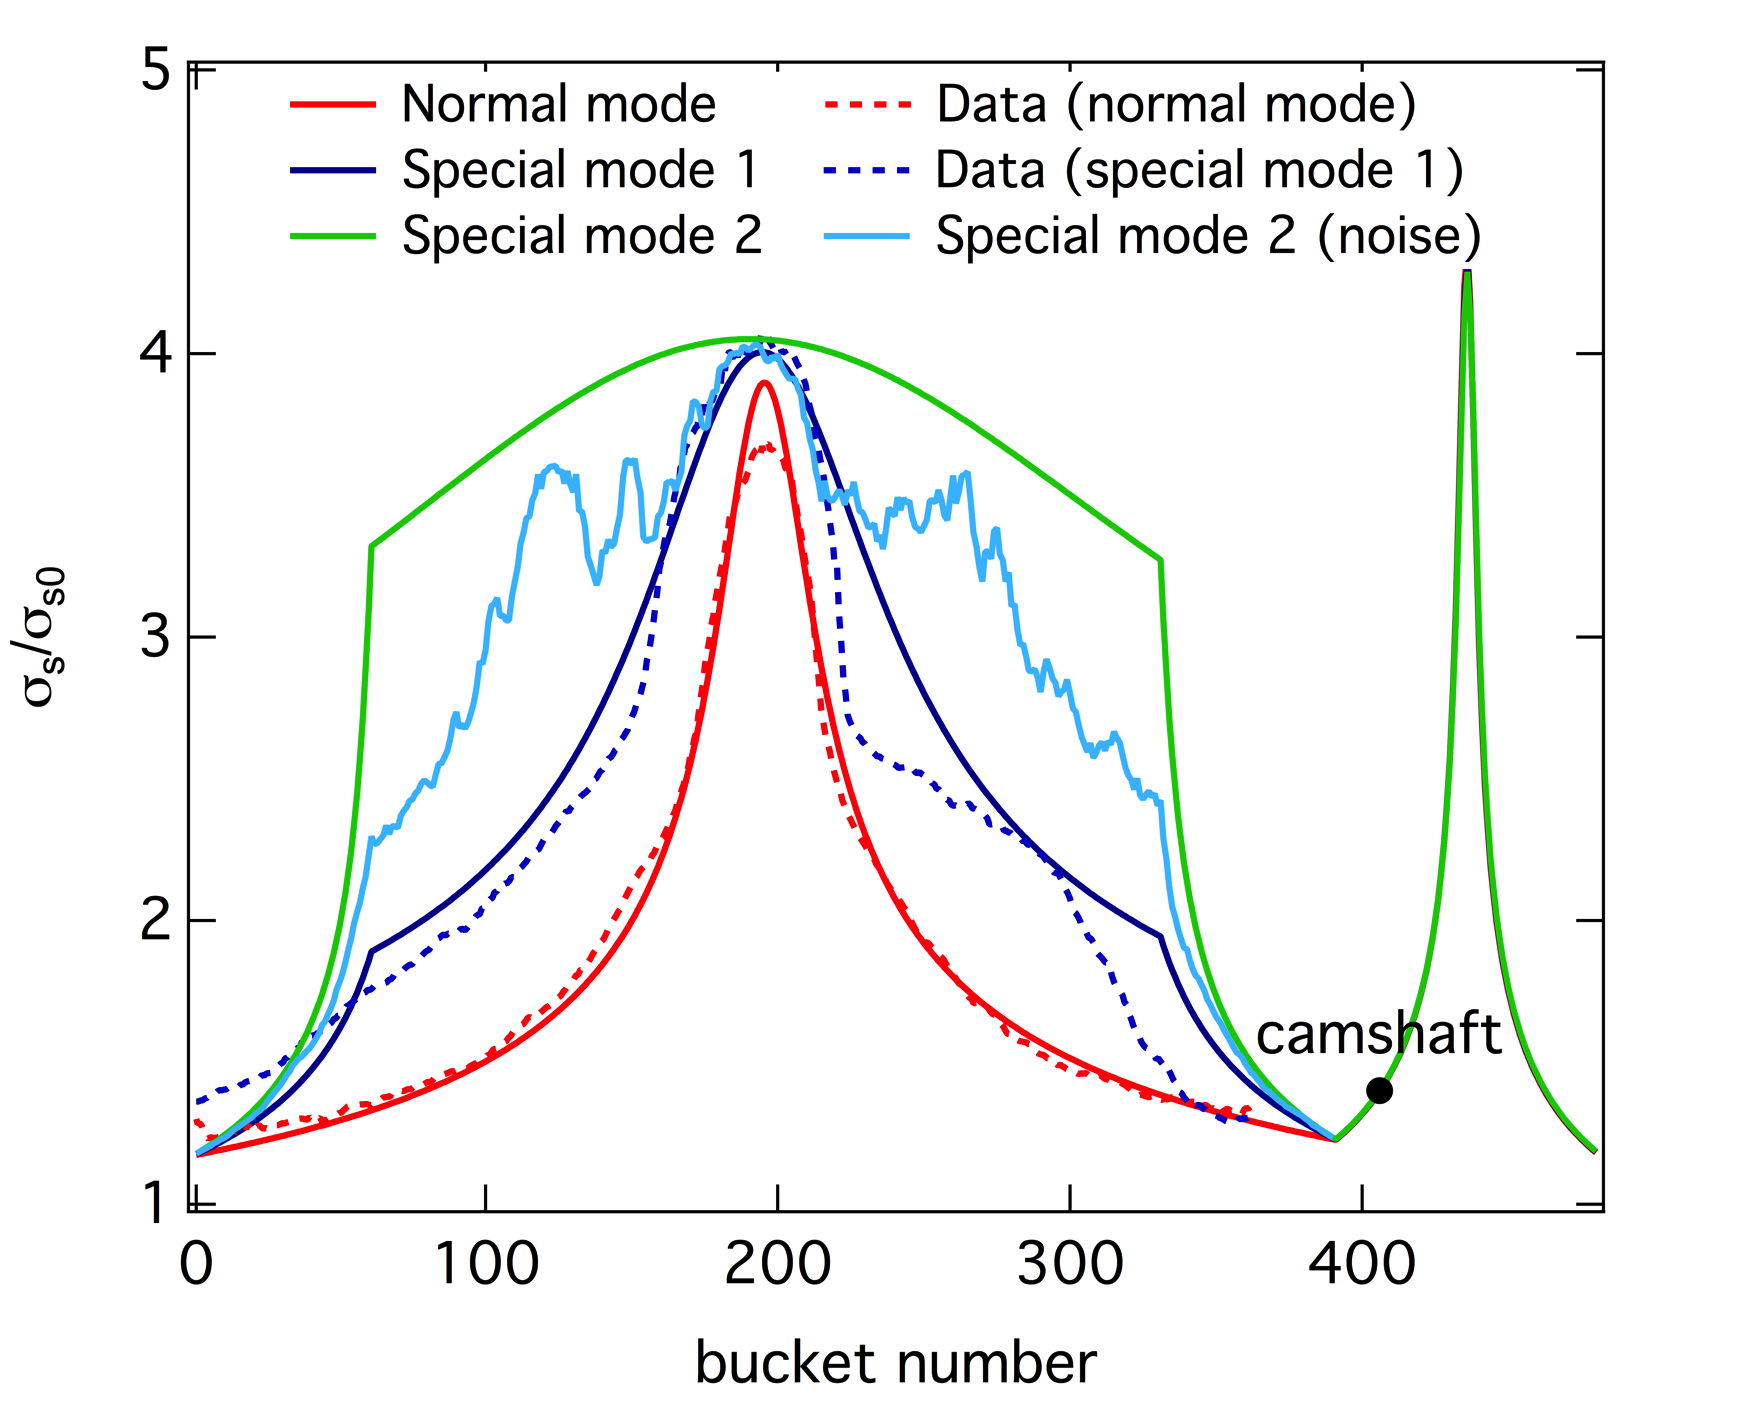 5
Normal mode
Data (normal mode)
Special mode 1
Data (special mode 1)
Special mode 2
Special mode 2 (noise)
4
3
2
1
σs/σs0
camshaft
0 100 200 300 400
bucket number